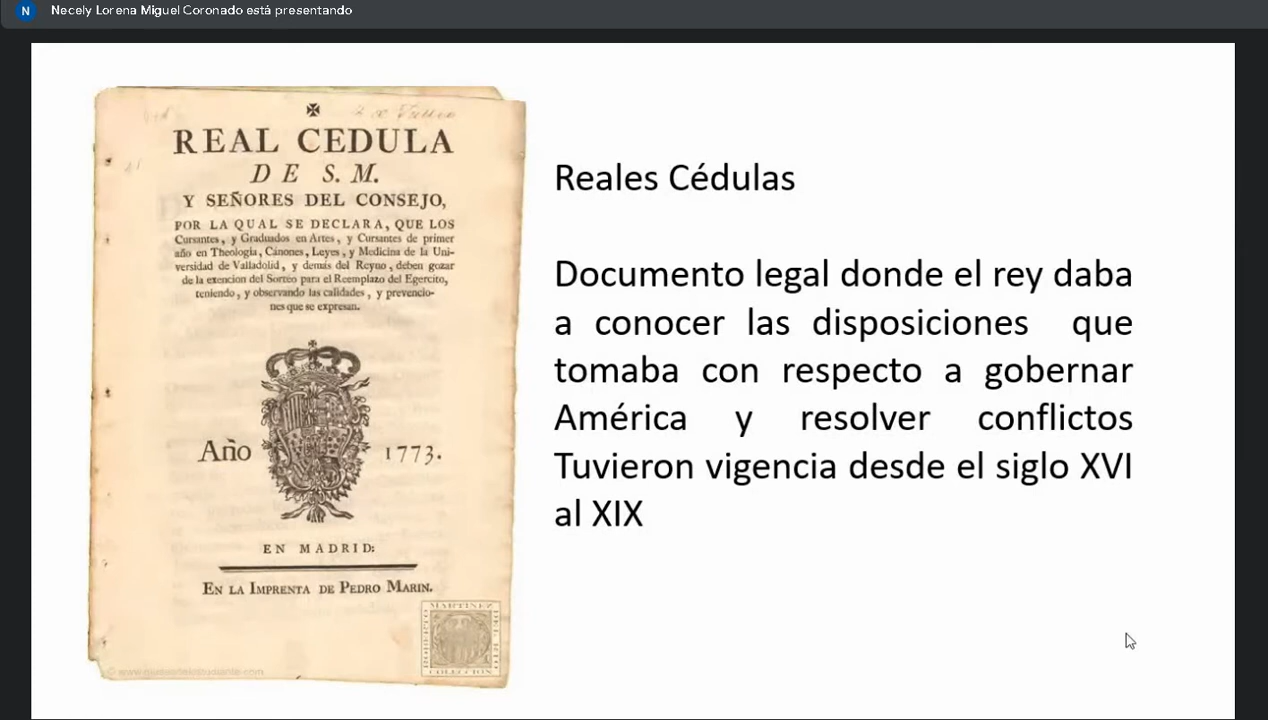 N Necely Lorena Miguel Coronado está presentando
REAL CEDULA
DE S. M.
Y SEÑORES DEL CONSEJO,
POR LA QUAL SE DECLARA, QUE LOS
Cursantes, y Graduados en Artes, y Cursantes de primer
año en Theología, Cánones, Leyes, y Medicina de la Uni-
versidad de Valladolid, y demás del Reyno, deben gozar
de la exencion del Sorteo para el Reemplazo del Egercito,
teniendo, y observando las calidades, y prevencio-
nes que se expresan.
Año 1773.
EN MADRID:
EN LA IMPRENTA DE PEDRO MARIN.
MARTINEZ
DEL RIO
COLECCION
ROBERTO
Reales Cédulas
Documento legal donde el rey daba
a conocer las disposiciones que
tomaba con respecto a gobernar
América y resolver conflictos
Tuvieron vigencia desde el siglo XVI
al XIX